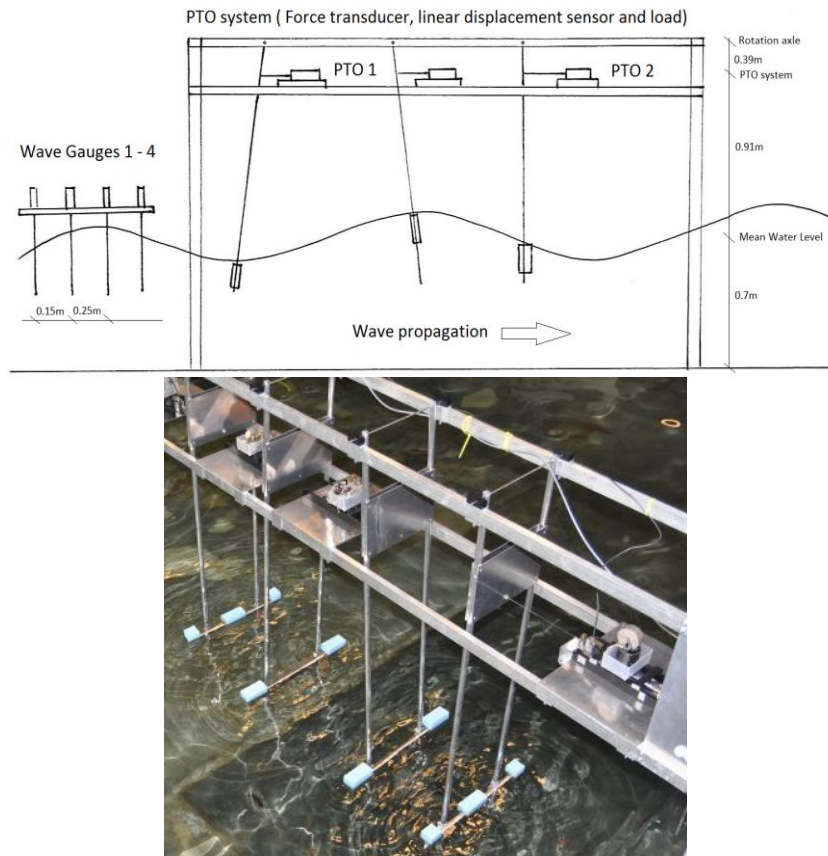 PTO system ( Force transducer, linear displacement sensor and load)
Rotation axle
0.39m
PTO 1
PTO 2
PTO system
Wave Gauges 1 - 4
0.91m
Mean Water Level
0.15m
0.25m
0.7m
Wave propagation